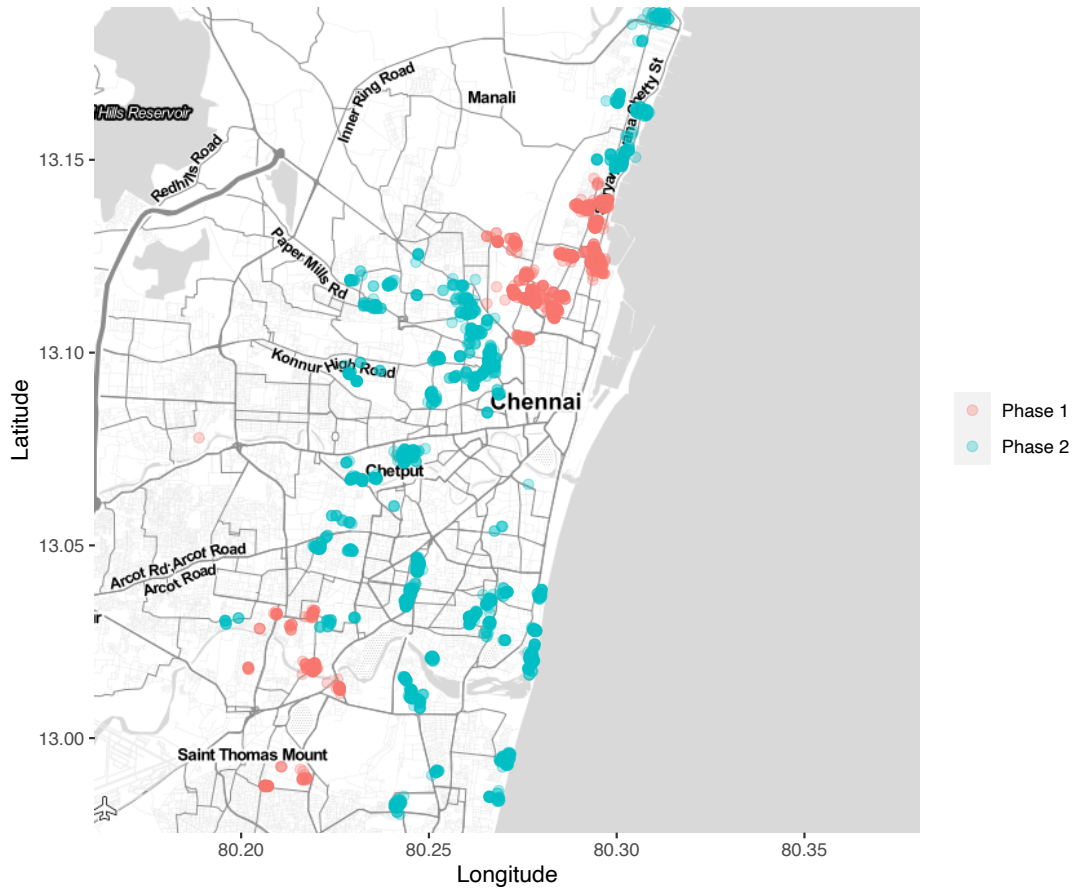 Hills Reservoir
Inner Ring Road
Manali
Chetty St
Redhills Road
Paper Mills Rd
Konnur High Road
Chennai
Chetput
Arcot Rd;Arcot Road
Arcot Road
Saint Thomas Mount
13.15
13.10
13.05
13.00
Latitude
80.20
80.25
80.30
80.35
Longitude
Phase 1
Phase 2